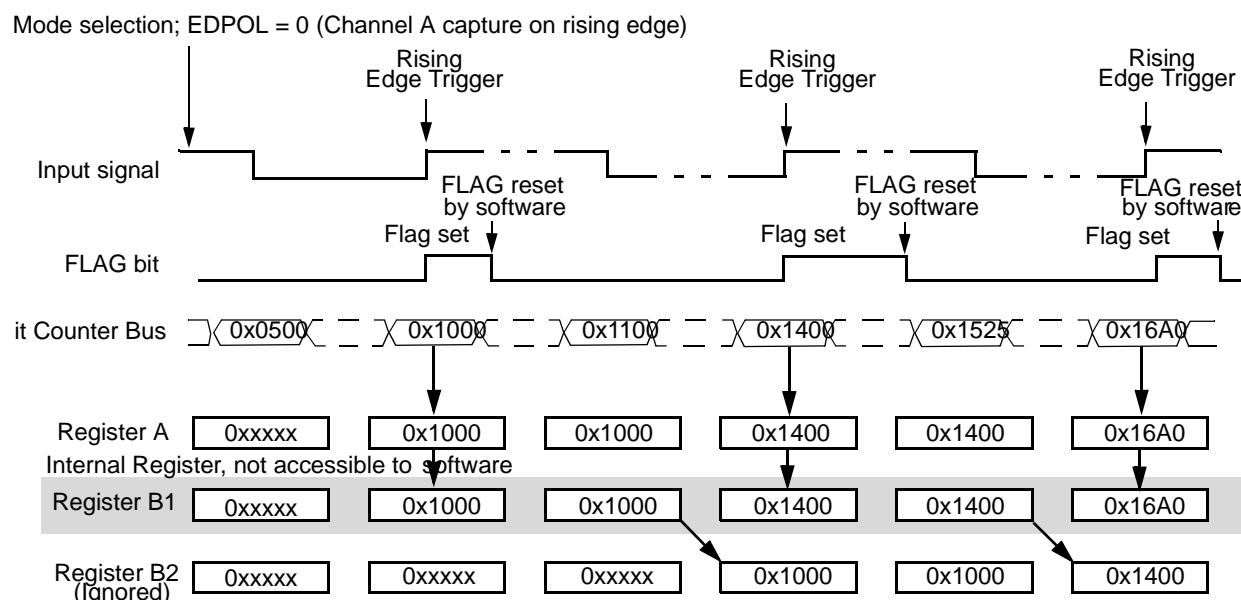 Mode selection; EDPOL = 0 (Channel A capture on rising edge)
Rising
Edge Trigger
Rising
Edge Trigger
Rising
Edge Trigger
Input signal
FLAG reset
by software
FLAG reset
by software
FLAG reset
by software
Flag set
Flag set
Flag set
FLAG bit
it Counter Bus
0x0500
0x1000
0x1100
0x1400
0x1525
0x16A0
Register A
0xxxxx
0x1000
0x1000
0x1400
0x1400
0x16A0
Internal Register, not accessible to software
Register B1
0xxxxx
0x1000
0x1000
0x1400
0x1400
0x16A0
Register B2
(Ignored)
0xxxxx
0xxxxx
0xxxxx
0x1000
0x1000
0x1400